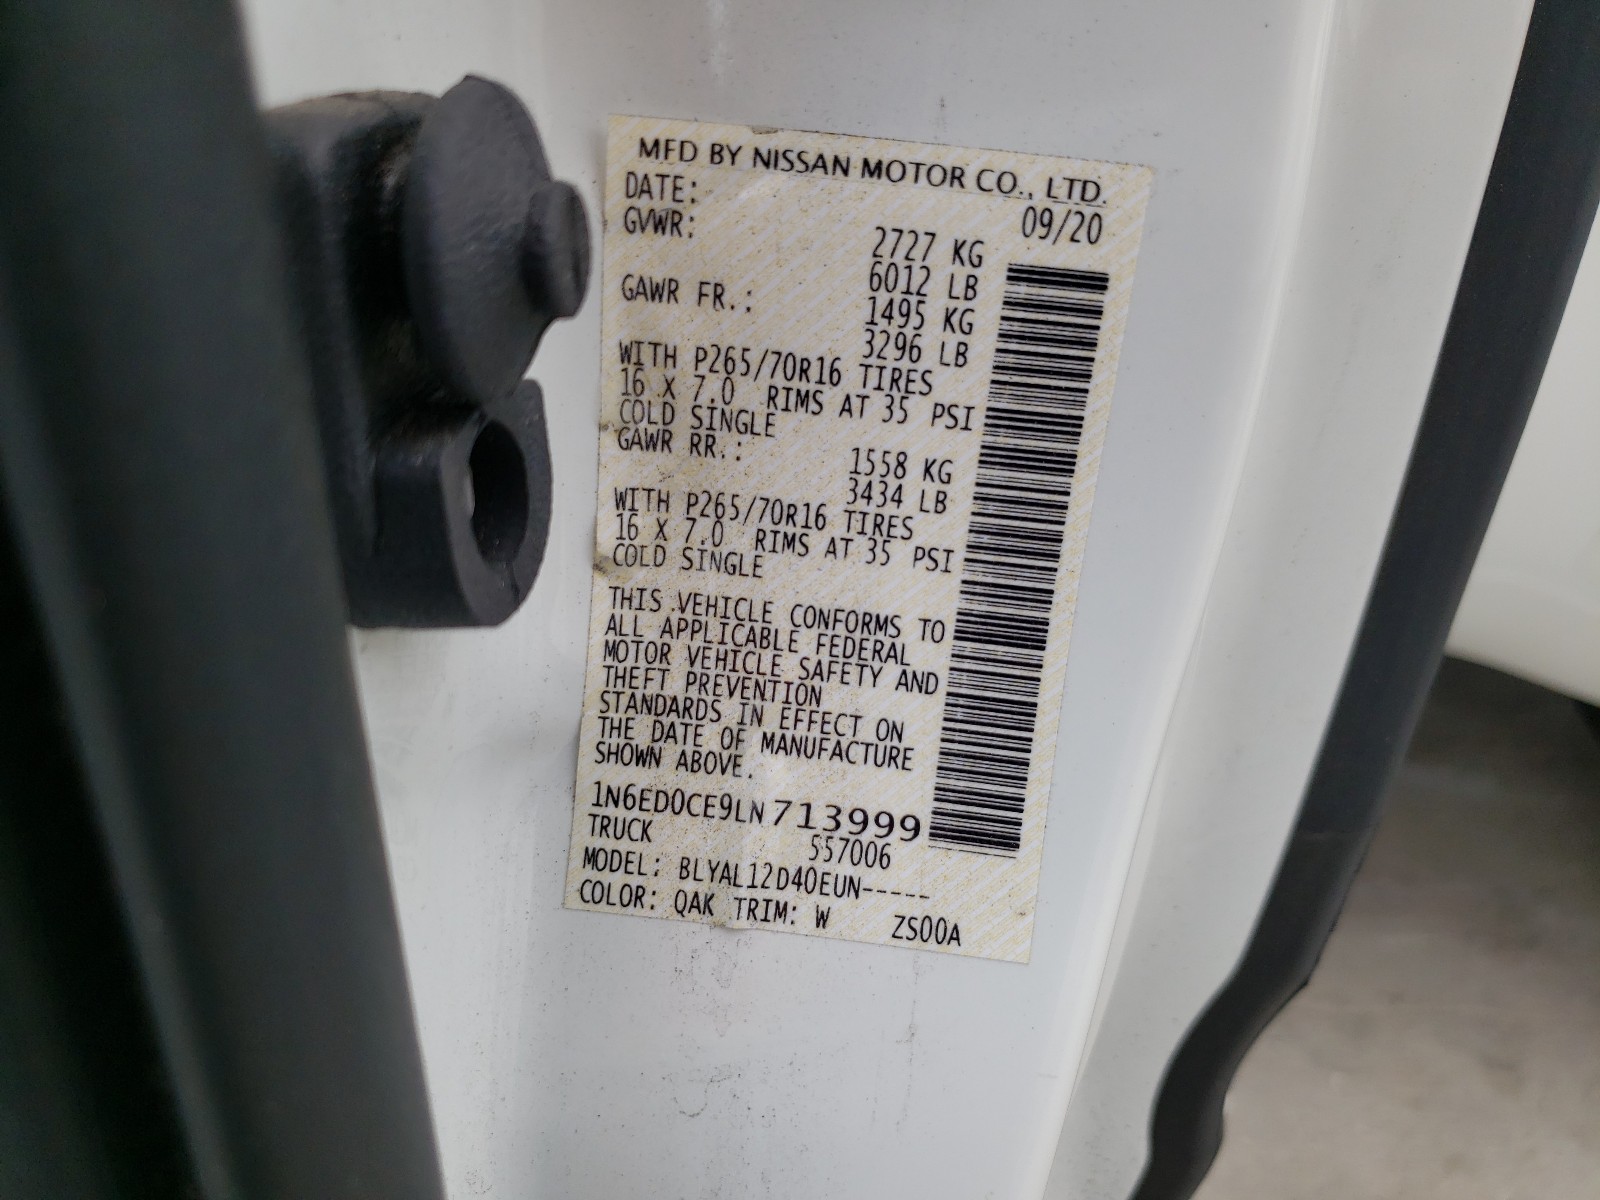 MFD BY NISSAN MOTOR CO., LTD.
DATE: 09/20
GVWR: 2727 KG
6012 LB
GAWR FR.: 1495 KG
3296 LB
WITH P265/70R16 TIRES
16 X 7.0 RIMS AT 35 PSI
COLD SINGLE
GAWR RR.: 1558 KG
3434 LB
WITH P265/70R16 TIRES
16 X 7.0 RIMS AT 35 PSI
COLD SINGLE
THIS VEHICLE CONFORMS TO
ALL APPLICABLE FEDERAL
MOTOR VEHICLE SAFETY AND
THEFT PREVENTION
STANDARDS IN EFFECT ON
THE DATE OF MANUFACTURE
SHOWN ABOVE.
1N6ED0CE9LN713999
TRUCK 557006
MODEL: BLYAL12D40EUN-----
COLOR: QAK TRIM: W ZS00A